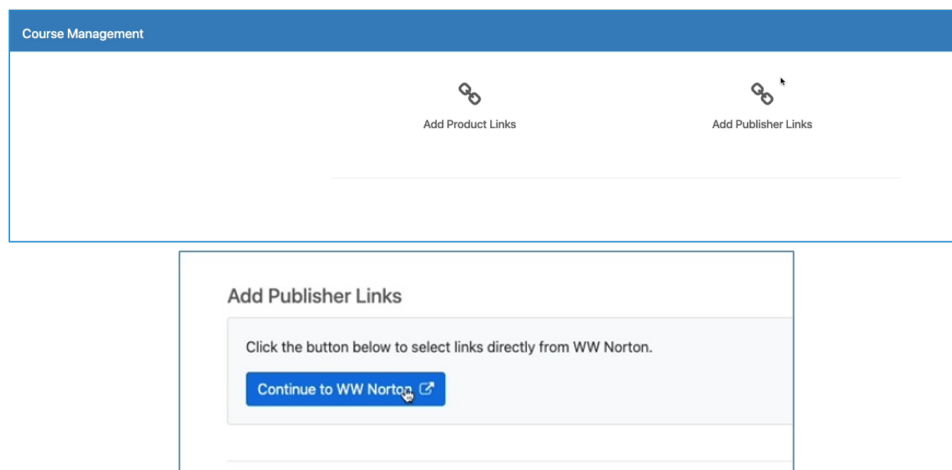 Course Management
Add Product Links
Add Publisher Links
Add Publisher Links
Click the button below to select links directly from WW Norton.
Continue to WW Norton